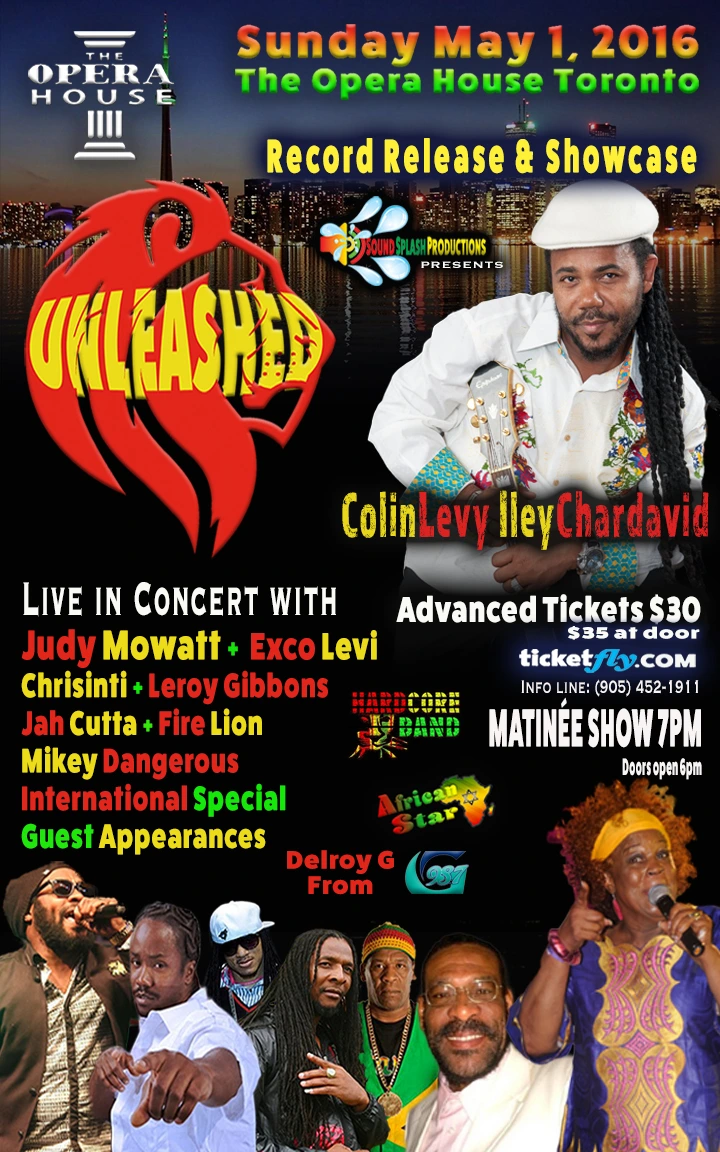 THE
OPERA
HOUSE
Sunday May 1, 2016
The Opera House Toronto
Record Release & Showcase
SOUND SPLASH PRODUCTIONS
PRESENTS
UNLEASHED
Epiphone
ColinLevy IleyChardavid
LIVE IN CONCERT WITH
Judy Mowatt + Exco Levi
Chrisinti + Leroy Gibbons
Jah Cutta + Fire Lion
Mikey Dangerous
International Special
Guest Appearances
Advanced Tickets $30
$35 at door
ticketfly.COM
INFO LINE: (905) 452-1911
MATINÉE SHOW 7PM
Doors open 6pm
HARDCORE
BAND
African
Star
Delroy G
From
G987